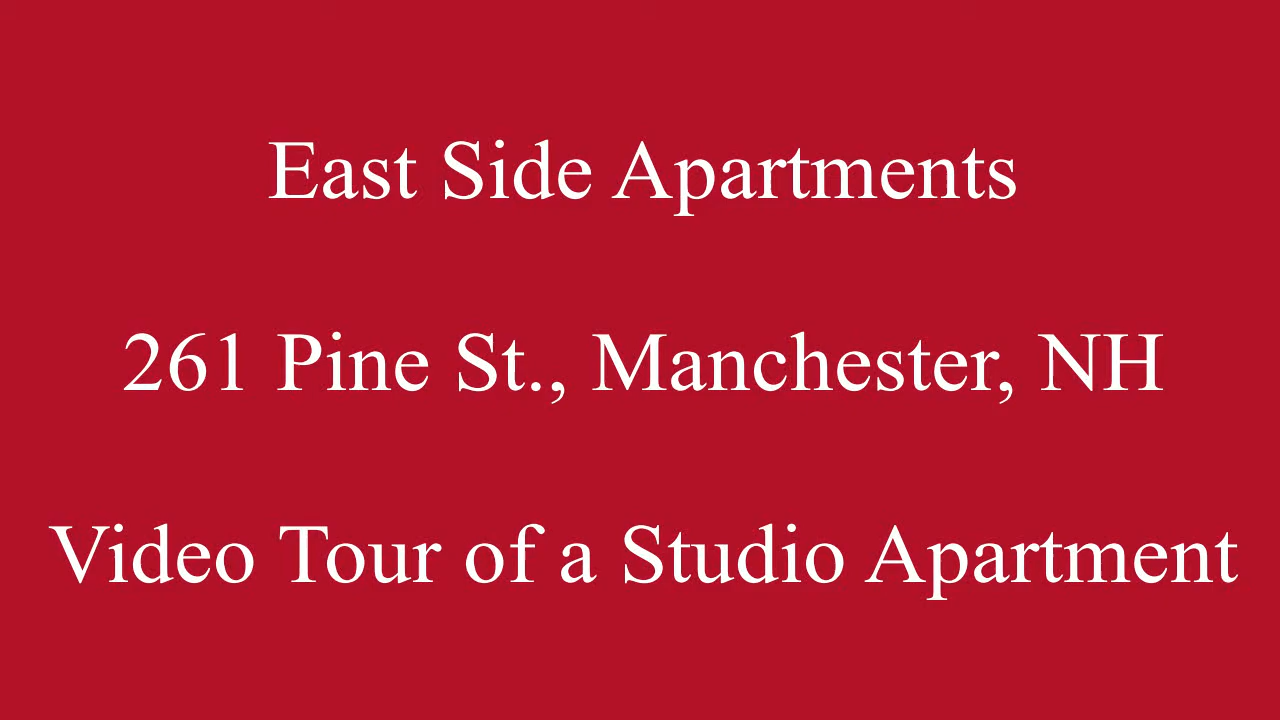 East Side Apartments
261 Pine St., Manchester, NH
Video Tour of a Studio Apartment